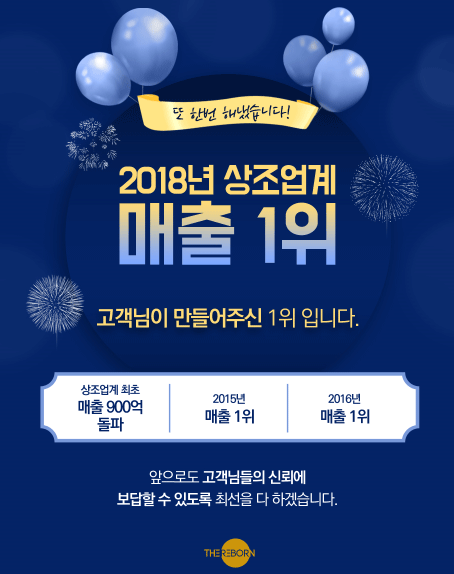 또 한번 해냈습니다!
2018년 상조업계
매출 1위
고객님이 만들어주신 1위 입니다.
상조업계 최초
매출 900억
돌파
2015년
매출 1위
2016년
매출 1위
앞으로도 고객님들의 신뢰에
보답할 수 있도록 최선을 다 하겠습니다.
THE REBORN